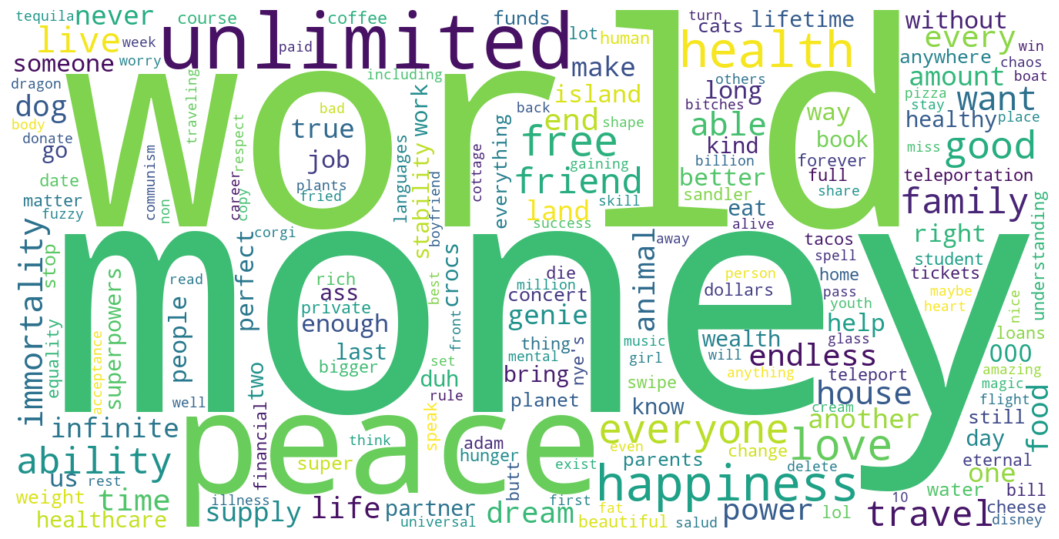 tequila never course coffee funds turn cats lifetime without
live week unlimited lot human health every
someone worry paid including make anywhere win
dragon dog world island long others amount want chaos boat
body traveling bad back shape bitches way pizza
donate go true work end able book healthy stay place
job free kind good
communism respect plants languages everything gaining billion forever miss
date career fried stability friend better full teleportation
matter non copy cottage skill sandler share family
fuzzy boyfriend land eat
corgi success alive understanding
immortality stop perfect money animal away tacos right
superpowers read rich best crocs die spell student
people private ass front million music person home tickets
equality enough concert girl dollars pass maybe nice
acceptance last genie youth heart
bigger thing nye's wealth help loans
well two set duh mental will glass endless 000
rule bring swipe anything teleport amazing
planet know house magic flight food
infinite financial speak peace everyone cream another still
ability think adam even change love day
us super hunger exist parents delete eternal
rest butt happiness water one
weight time illness first fat power 10 bill
healthcare supply life partner dream beautiful lol travel cheese
universal salud disney